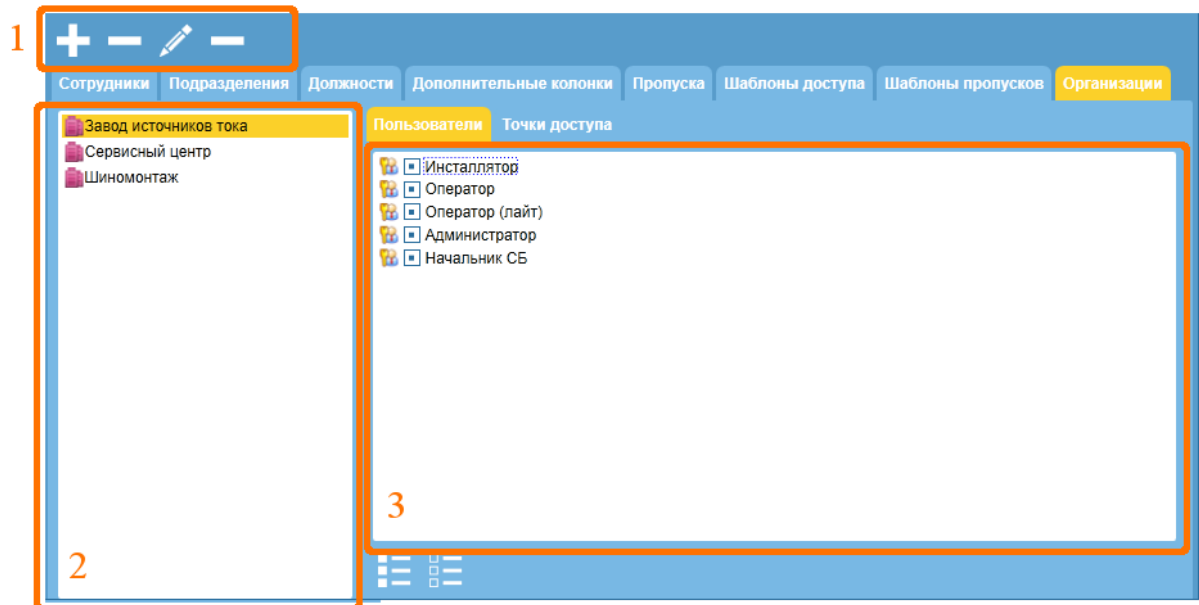 1
Сотрудники Подразделения Должности Дополнительные колонки Пропуска Шаблоны доступа Шаблоны пропусков Организации
Завод источников тока
Сервисный центр
Шиномонтаж
2
Пользователи Точки доступа
Инсталлятор
Оператор
Оператор (лайт)
Администратор
Начальник СБ
3